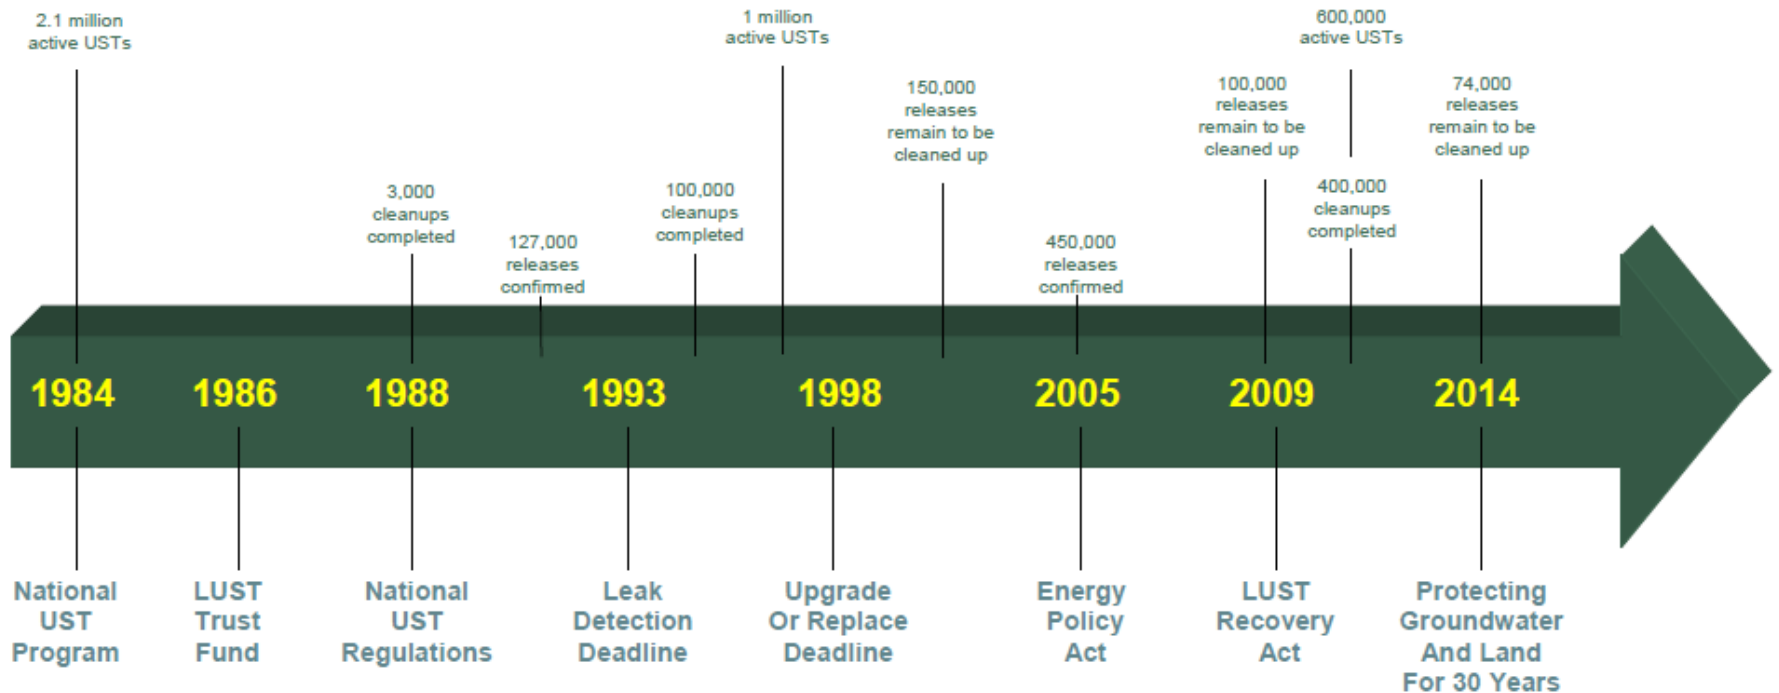 2.1 million
active USTs
1 million
active USTs
600,000
active USTs
150,000
releases
remain to be
cleaned up
100,000
releases
remain to be
cleaned up
74,000
releases
remain to be
cleaned up
3,000
cleanups
completed
127,000
releases
confirmed
100,000
cleanups
completed
450,000
releases
confirmed
400,000
cleanups
completed
1984 1986 1988 1993 1998 2005 2009 2014
National
UST
Program
LUST
Trust
Fund
National
UST
Regulations
Leak
Detection
Deadline
Upgrade
Or Replace
Deadline
Energy
Policy
Act
LUST
Recovery
Act
Protecting
Groundwater
And Land
For 30 Years